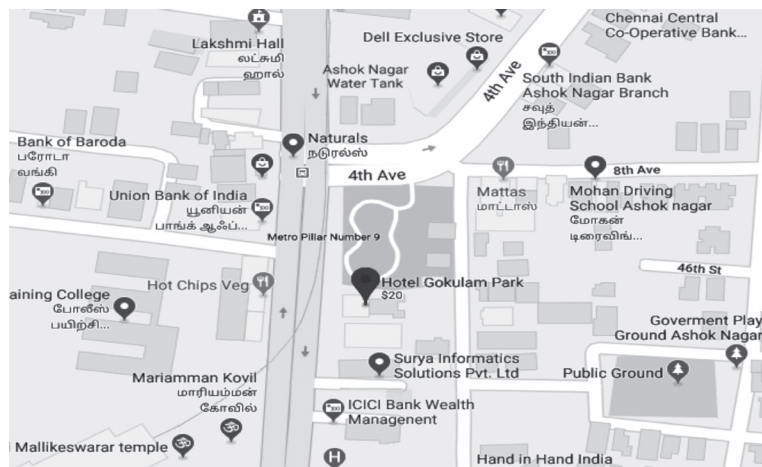 Chennai Central
Co-Operative Bank...
Dell Exclusive Store
Lakshmi Hall
லட்சுமி
ஹால்
Ashok Nagar
Water Tank
4th Ave
South Indian Bank
Ashok Nagar Branch
சவுத்
இந்தியன்...
Bank of Baroda
பரோடா
வங்கி
Naturals
நடுரல்ஸ்
4th Ave
8th Ave
Mattas
மாட்டாஸ்
Mohan Driving
School Ashok nagar
மோகன்
டிரைவிங்...
Union Bank of India
யூனியன்
பாங்க் ஆஃப்...
Metro Pillar Number 9
46th St
Hot Chips Veg
Hotel Gokulam Park
$20
aining College
போலீஸ்
பயிற்சி...
Goverment Play
Ground Ashok Nagar
Surya Informatics
Solutions Pvt. Ltd
Public Ground
Mariamman Kovil
மாரியம்மன்
கோவில்
ICICI Bank Wealth
Managenent
i Mallikeswarar temple
H
Hand in Hand India